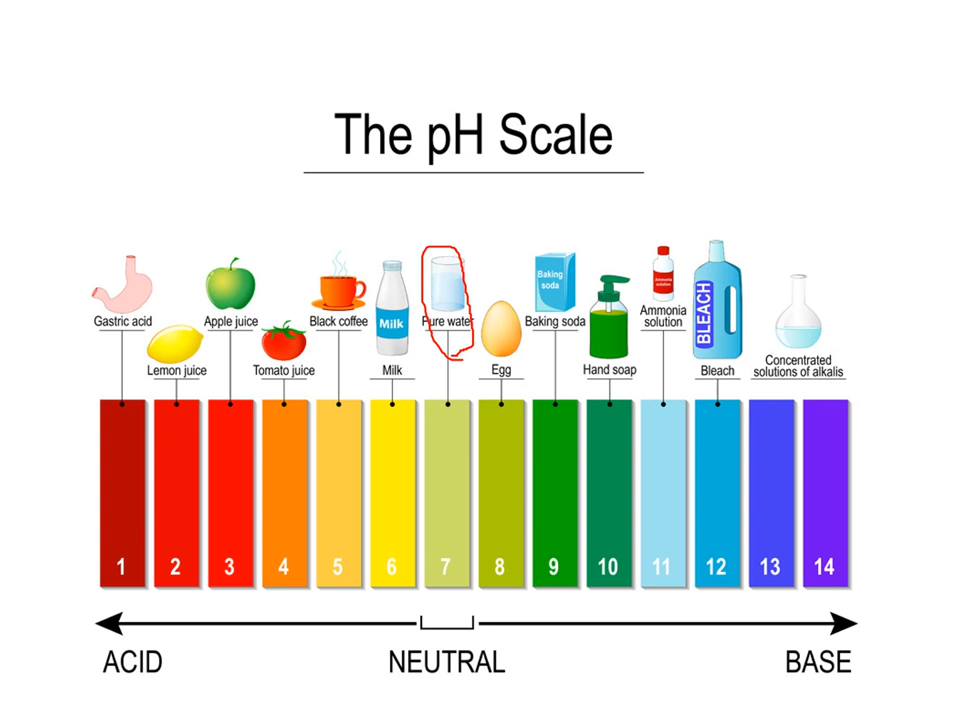 The pH Scale
Gastric acid
Lemon juice
Apple juice
Tomato juice
Black coffee
Milk
Milk
Pure water
Egg
Baking
soda
Baking soda
Hand soap
Ammonia
solution
Ammonia
solution
BLEACH
Bleach
Concentrated
solutions of alkalis
1 2 3 4 5 6 7 8 9 10 11 12 13 14
ACID NEUTRAL BASE